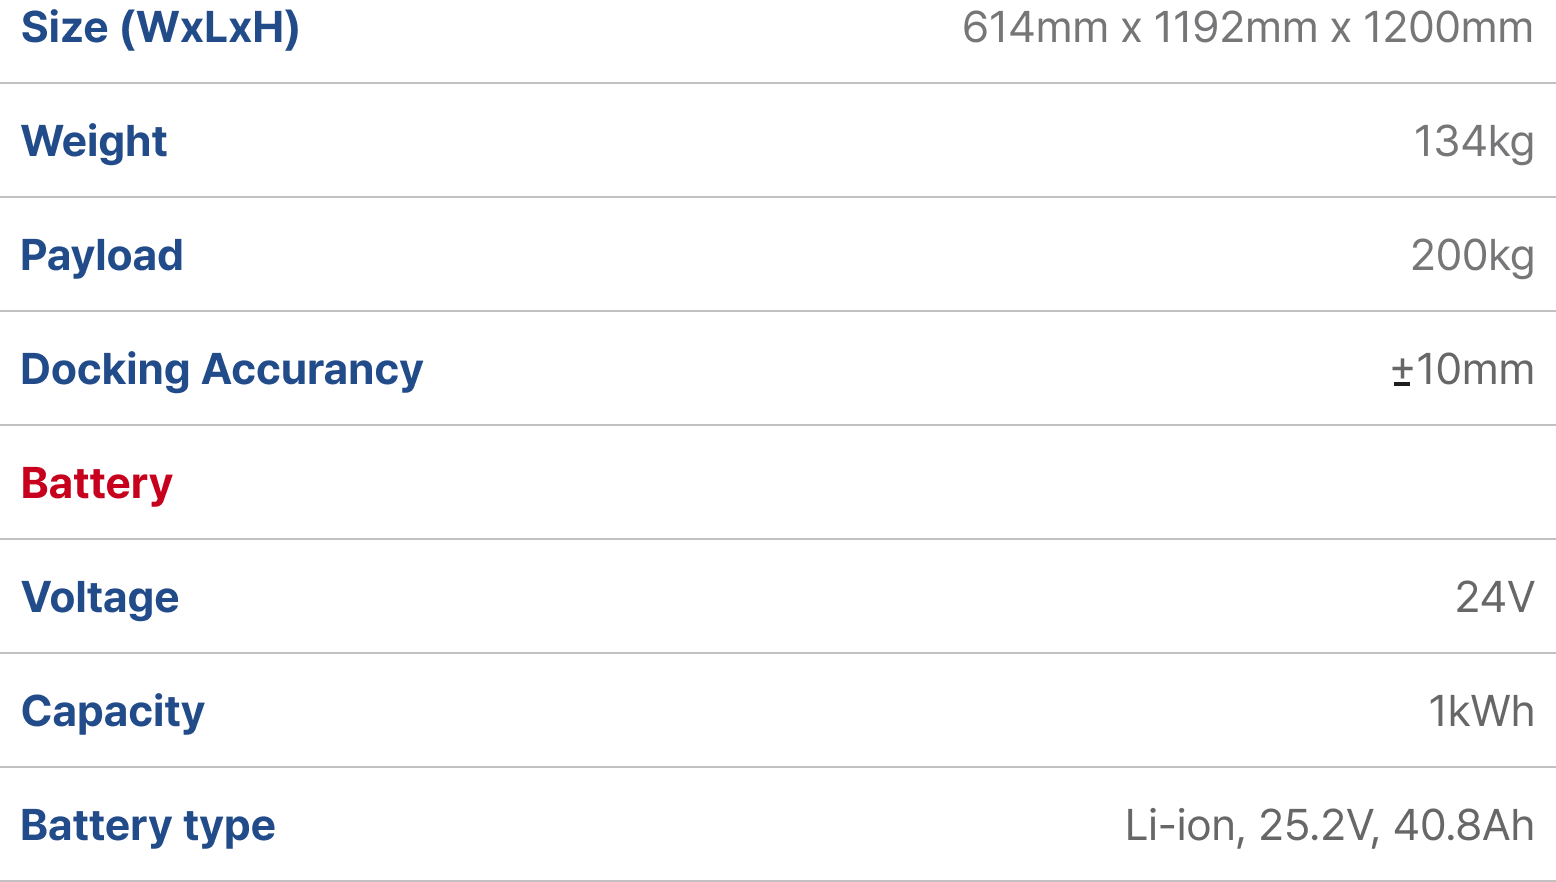 Size (WxLxH) 614mm x 1192mm x 1200mm
Weight 134kg
Payload 200kg
Docking Accurancy ±10mm
Battery
Voltage 24V
Capacity 1kWh
Battery type Li-ion, 25.2V, 40.8Ah